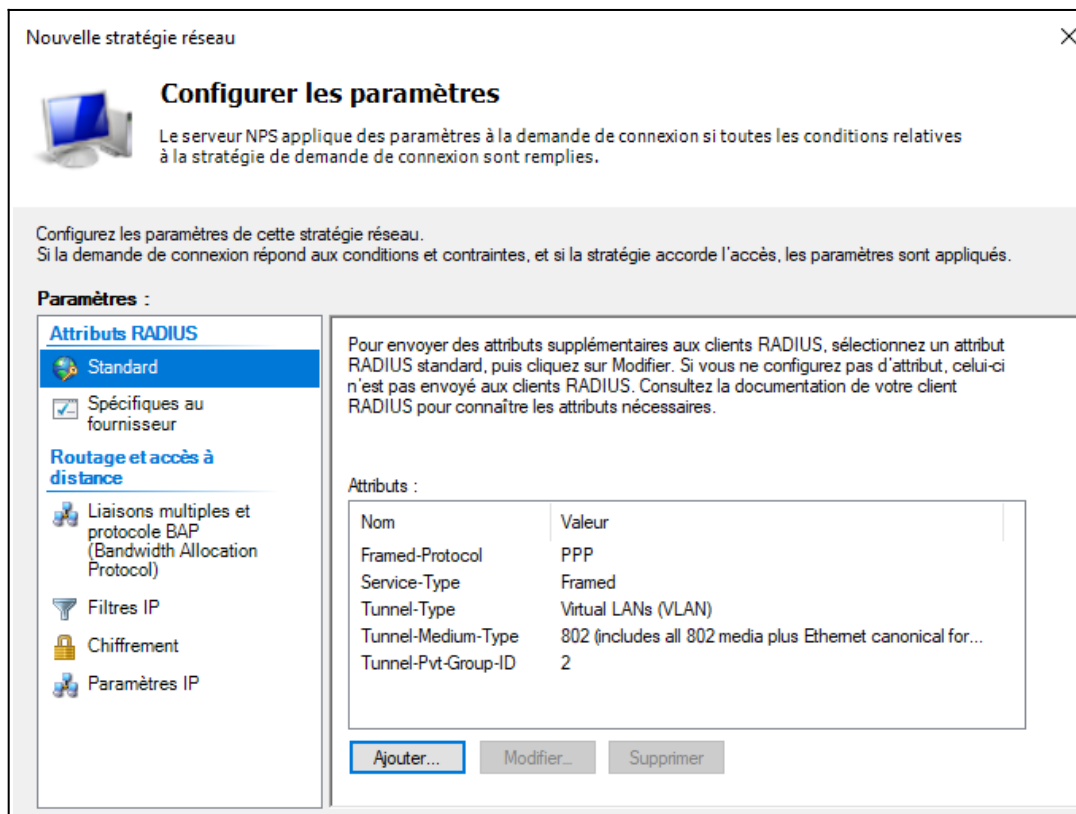 Nouvelle stratégie réseau
Configurer les paramètres
Le serveur NPS applique des paramètres à la demande de connexion si toutes les conditions relatives
à la stratégie de demande de connexion sont remplies.
Configurez les paramètres de cette stratégie réseau.
Si la demande de connexion répond aux conditions et contraintes, et si la stratégie accorde l'accès, les paramètres sont appliqués.
Paramètres :
Attributs RADIUS
Standard
Spécifiques au
fournisseur
Routage et accès à
distance
Liaisons multiples et
protocole BAP
(Bandwidth Allocation
Protocol)
Filtres IP
Chiffrement
Paramètres IP
Pour envoyer des attributs supplémentaires aux clients RADIUS, sélectionnez un attribut
RADIUS standard, puis cliquez sur Modifier. Si vous ne configurez pas d'attribut, celui-ci
n'est pas envoyé aux clients RADIUS. Consultez la documentation de votre client
RADIUS pour connaître les attributs nécessaires.
Attributs :
Nom Valeur
Framed-Protocol PPP
Service-Type Framed
Tunnel-Type Virtual LANs (VLAN)
Tunnel-Medium-Type 802 (includes all 802 media plus Ethernet canonical for...
Tunnel-Pvt-Group-ID 2
Ajouter... Modifier... Supprimer